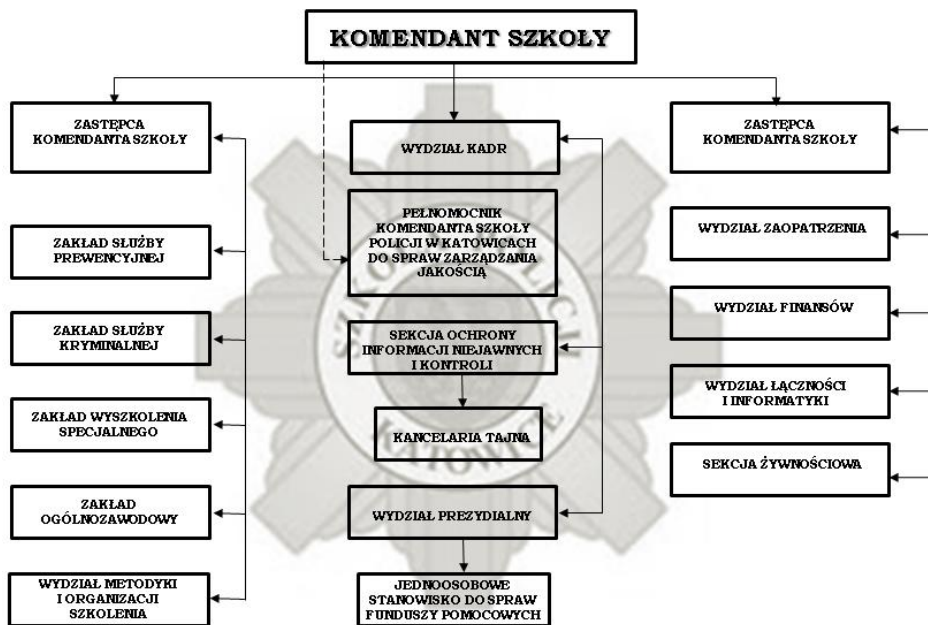 KOMENDANT SZKOŁY
ZASTĘPCA
KOMENDANTA SZKOŁY
ZAKŁAD SŁUŻBY
PREWENCYJNEJ
ZAKŁAD SŁUŻBY
KRYMINALNEJ
ZAKŁAD WYSZKOLENIA
SPECJALNEGO
ZAKŁAD
OGÓLNOZAWODOWY
WYDZIAŁ METODYKI
I ORGANIZACJI
SZKOLENIA
WYDZIAŁ KADR
PEŁNOMOCNIK
KOMENDANTA SZKOŁY
POLICJI W KATOWICACH
DO SPRAW ZARZĄDZANIA
JAKOŚCIĄ
SEKCJA OCHRONY
INFORMACJI NIEJAWNYCH
I KONTROLI
KANCELARIA TAJNA
WYDZIAŁ PREZYDIALNY
JEDNOOSOBOWE
STANOWISKO DO SPRAW
FUNDUSZY POMOCOWYCH
ZASTĘPCA
KOMENDANTA SZKOŁY
WYDZIAŁ ZAOPATRZENIA
WYDZIAŁ FINANSÓW
WYDZIAŁ ŁĄCZNOŚCI
I INFORMATYKI
SEKCJA ŻYWNOŚCIOWA
SZKOŁA POLICJI
KATOWICE